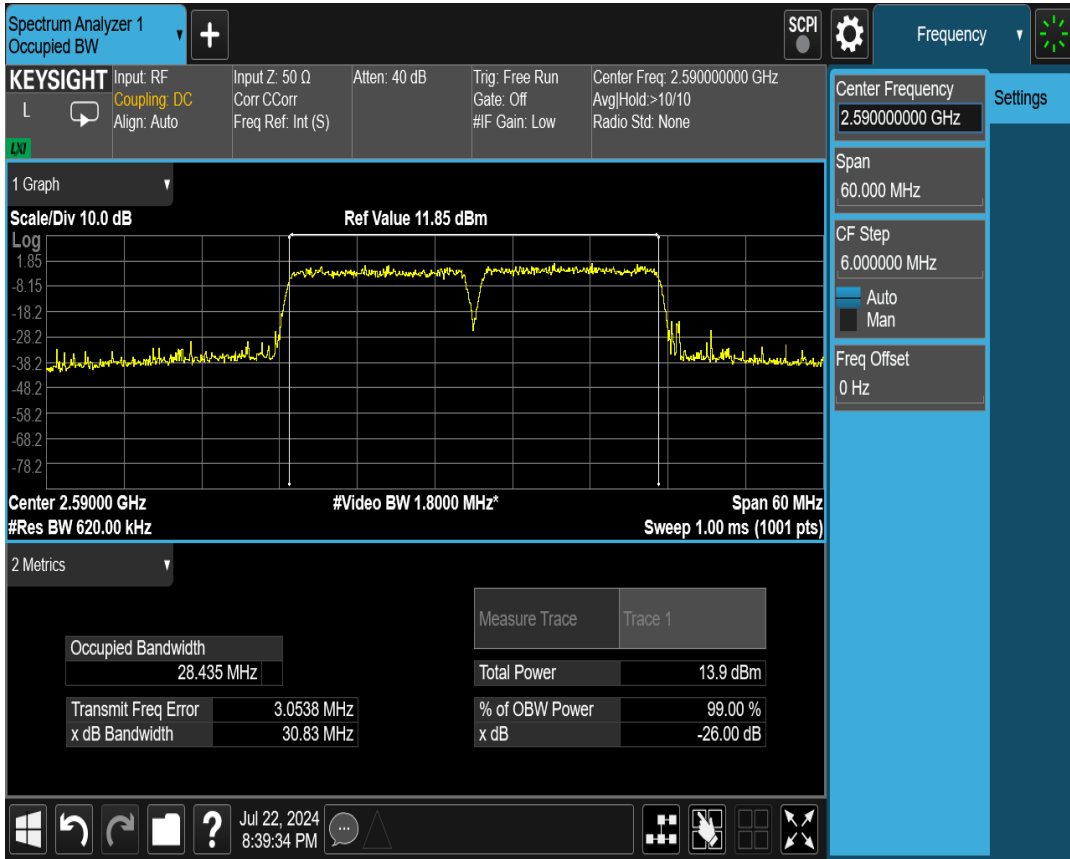 Spectrum Analyzer 1
Occupied BW
SCPI
Frequency
KEYSIGHT
L
LXI
Input: RF
Coupling: DC
Align: Auto
Input Z: 50 Ω
Corr CCorr
Freq Ref: Int (S)
Atten: 40 dB
Trig: Free Run
Gate: Off
#IF Gain: Low
Center Freq: 2.590000000 GHz
Avg|Hold:>10/10
Radio Std: None
Center Frequency
2.590000000 GHz
Settings
Span
60.000 MHz
CF Step
6.000000 MHz
Auto
Man
Freq Offset
0 Hz
1 Graph
Scale/Div 10.0 dB
Ref Value 11.85 dBm
Log
1.85
-8.15
-18.2
-28.2
-38.2
-48.2
-58.2
-68.2
-78.2
Center 2.59000 GHz
#Video BW 1.8000 MHz*
Span 60 MHz
#Res BW 620.00 kHz
Sweep 1.00 ms (1001 pts)
2 Metrics
Measure Trace
Trace 1
Occupied Bandwidth
28.435 MHz
Total Power
13.9 dBm
Transmit Freq Error
3.0538 MHz
% of OBW Power
99.00 %
x dB Bandwidth
30.83 MHz
x dB
-26.00 dB
?
Jul 22, 2024
8:39:34 PM